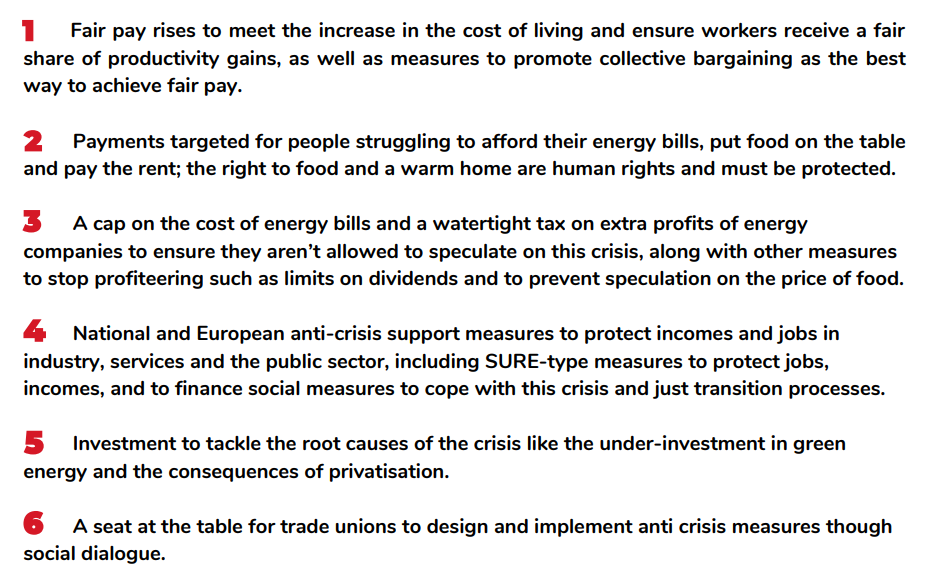 1 Fair pay rises to meet the increase in the cost of living and ensure workers receive a fair
share of productivity gains, as well as measures to promote collective bargaining as the best
way to achieve fair pay.
2 Payments targeted for people struggling to afford their energy bills, put food on the table
and pay the rent; the right to food and a warm home are human rights and must be protected.
3 A cap on the cost of energy bills and a watertight tax on extra profits of energy
companies to ensure they aren’t allowed to speculate on this crisis, along with other measures
to stop profiteering such as limits on dividends and to prevent speculation on the price of food.
4 National and European anti-crisis support measures to protect incomes and jobs in
industry, services and the public sector, including SURE-type measures to protect jobs,
incomes, and to finance social measures to cope with this crisis and just transition processes.
5 Investment to tackle the root causes of the crisis like the under-investment in green
energy and the consequences of privatisation.
6 A seat at the table for trade unions to design and implement anti crisis measures though
social dialogue.